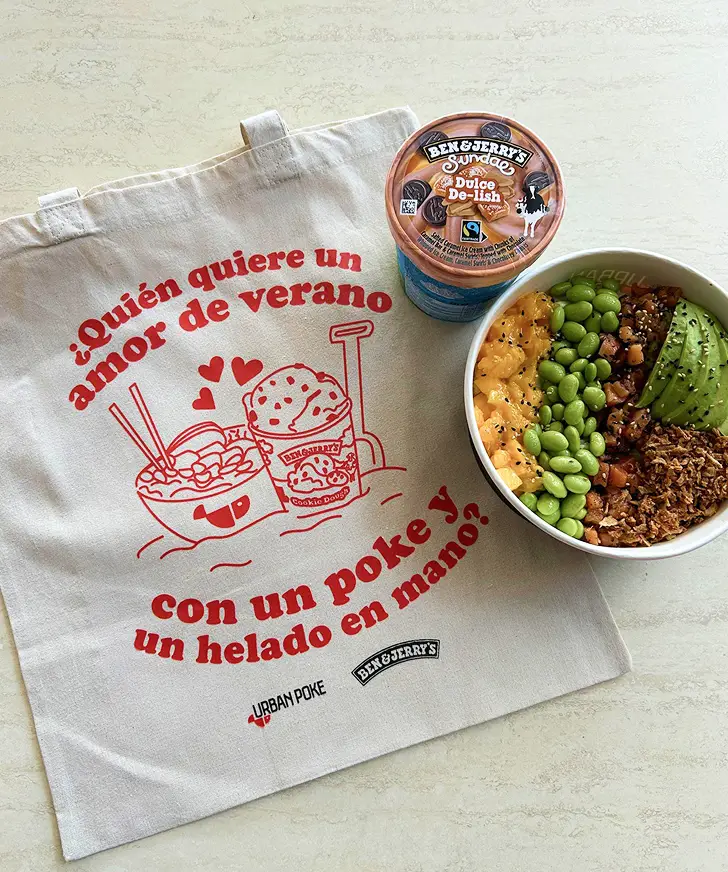 ¿Quién quiere un
amor de verano
BEN & JERRY'S
Cookie Dough
con un poke y
un helado en mano?
URBAN POKE
BEN & JERRY'S
BEN & JERRY'S
Sundae
Dulce
De-lish
FAIRTRADE